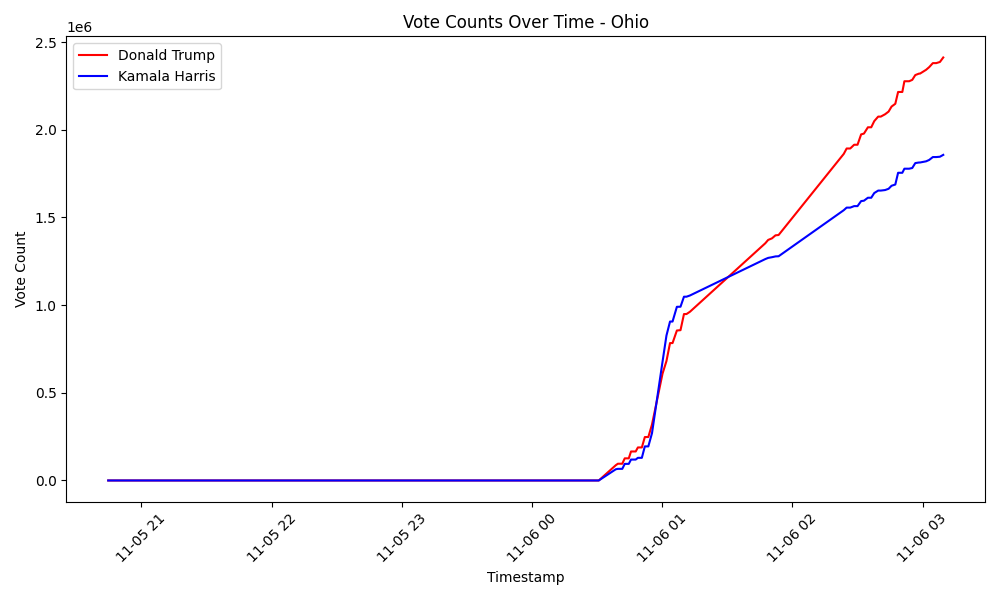 Vote Counts Over Time - Ohio
1e6
Donald Trump
Kamala Harris
2.5
2.0
1.5
1.0
0.5
0.0
Vote Count
11-05 21
11-05 22
11-05 23
11-06 00
11-06 01
11-06 02
11-06 03
Timestamp